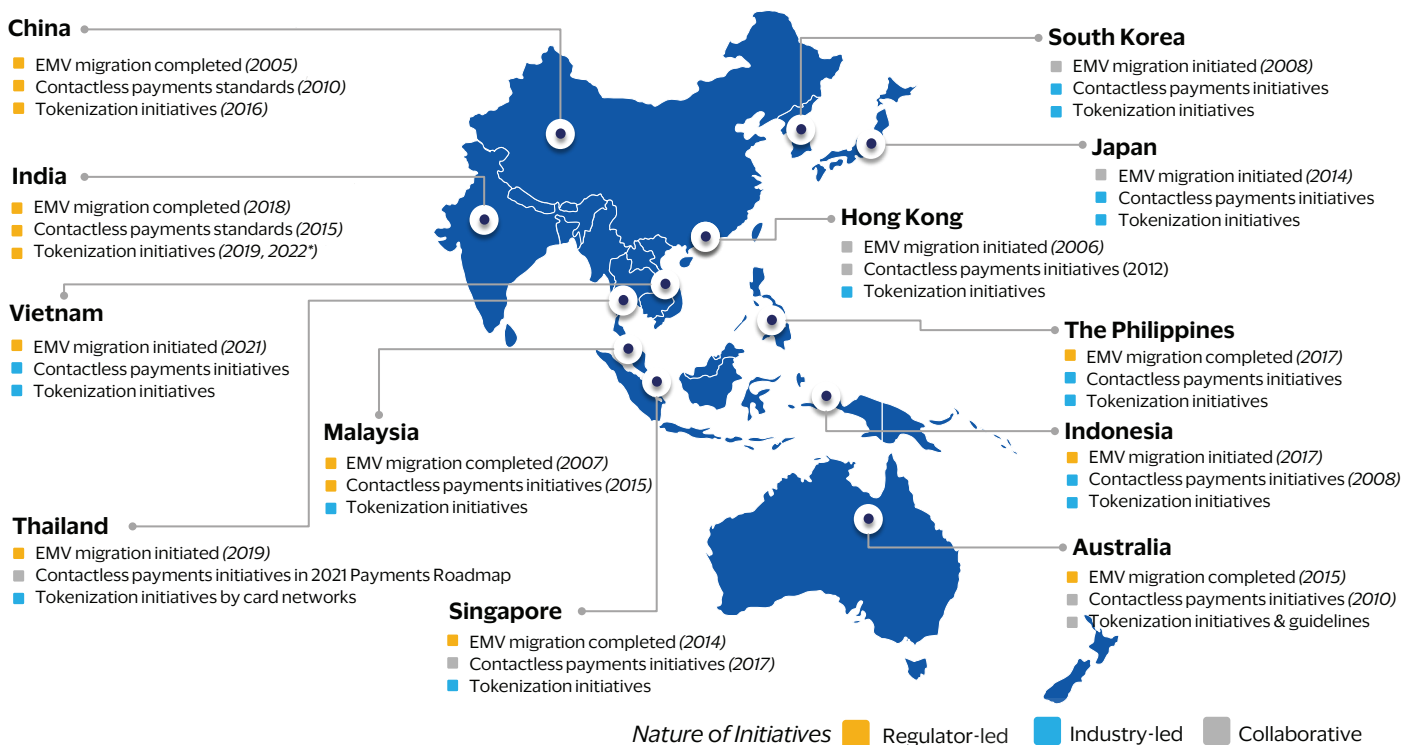 China
EMV migration completed (2005)
Contactless payments standards (2010)
Tokenization initiatives (2016)
India
EMV migration completed (2018)
Contactless payments standards (2015)
Tokenization initiatives (2019, 2022*)
Vietnam
EMV migration initiated (2021)
Contactless payments initiatives
Tokenization initiatives
Malaysia
EMV migration completed (2007)
Contactless payments initiatives (2015)
Tokenization initiatives
Thailand
EMV migration initiated (2019)
Contactless payments initiatives in 2021 Payments Roadmap
Tokenization initiatives by card networks
Singapore
EMV migration completed (2014)
Contactless payments initiatives (2017)
Tokenization initiatives
South Korea
EMV migration initiated (2008)
Contactless payments initiatives
Tokenization initiatives
Japan
EMV migration initiated (2014)
Contactless payments initiatives
Tokenization initiatives
Hong Kong
EMV migration initiated (2006)
Contactless payments initiatives (2012)
Tokenization initiatives
The Philippines
EMV migration completed (2017)
Contactless payments initiatives
Tokenization initiatives
Indonesia
EMV migration initiated (2017)
Contactless payments initiatives (2008)
Tokenization initiatives
Australia
EMV migration completed (2015)
Contactless payments initiatives (2010)
Tokenization initiatives & guidelines
Nature of Initiatives Regulator-led Industry-led Collaborative